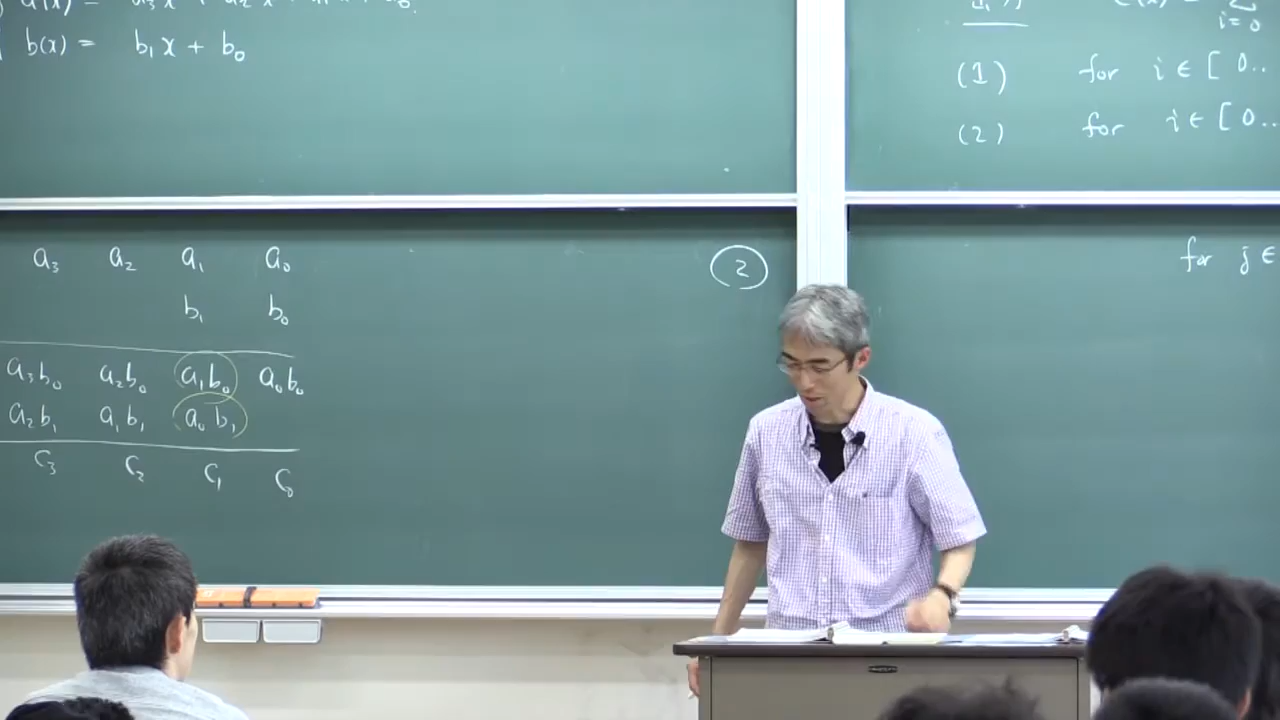 b(x) = b₁x + b₀
a₃ a₂ a₁ a₀
b₁ b₀
a₃b₀ a₂b₀ a₁b₀ a₀b₀
a₂b₁ a₁b₁ a₀b₁
c₃ c₂ c₁ c₀
②
i=0
(1) for i ∈ [0..
(2) for i ∈ [0..
for j ∈